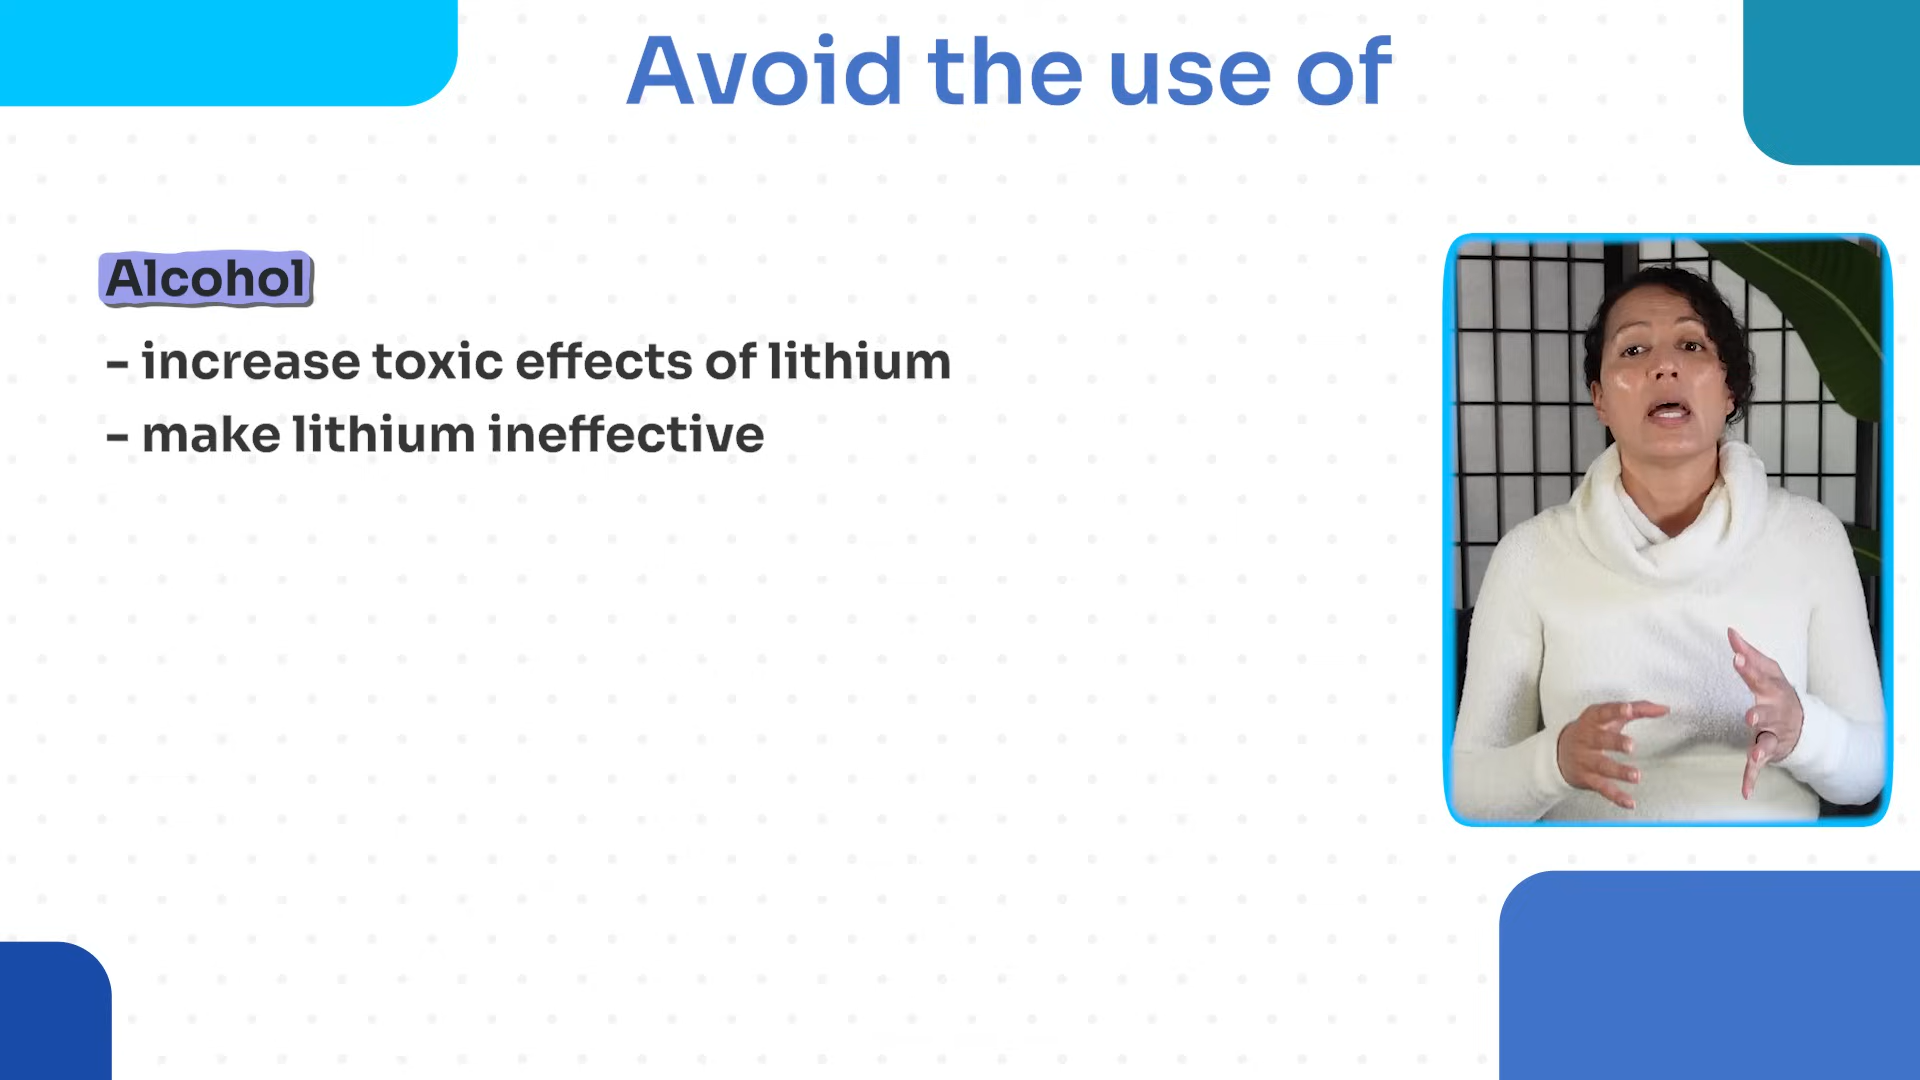 Avoid the use of
Alcohol
- increase toxic effects of lithium
- make lithium ineffective